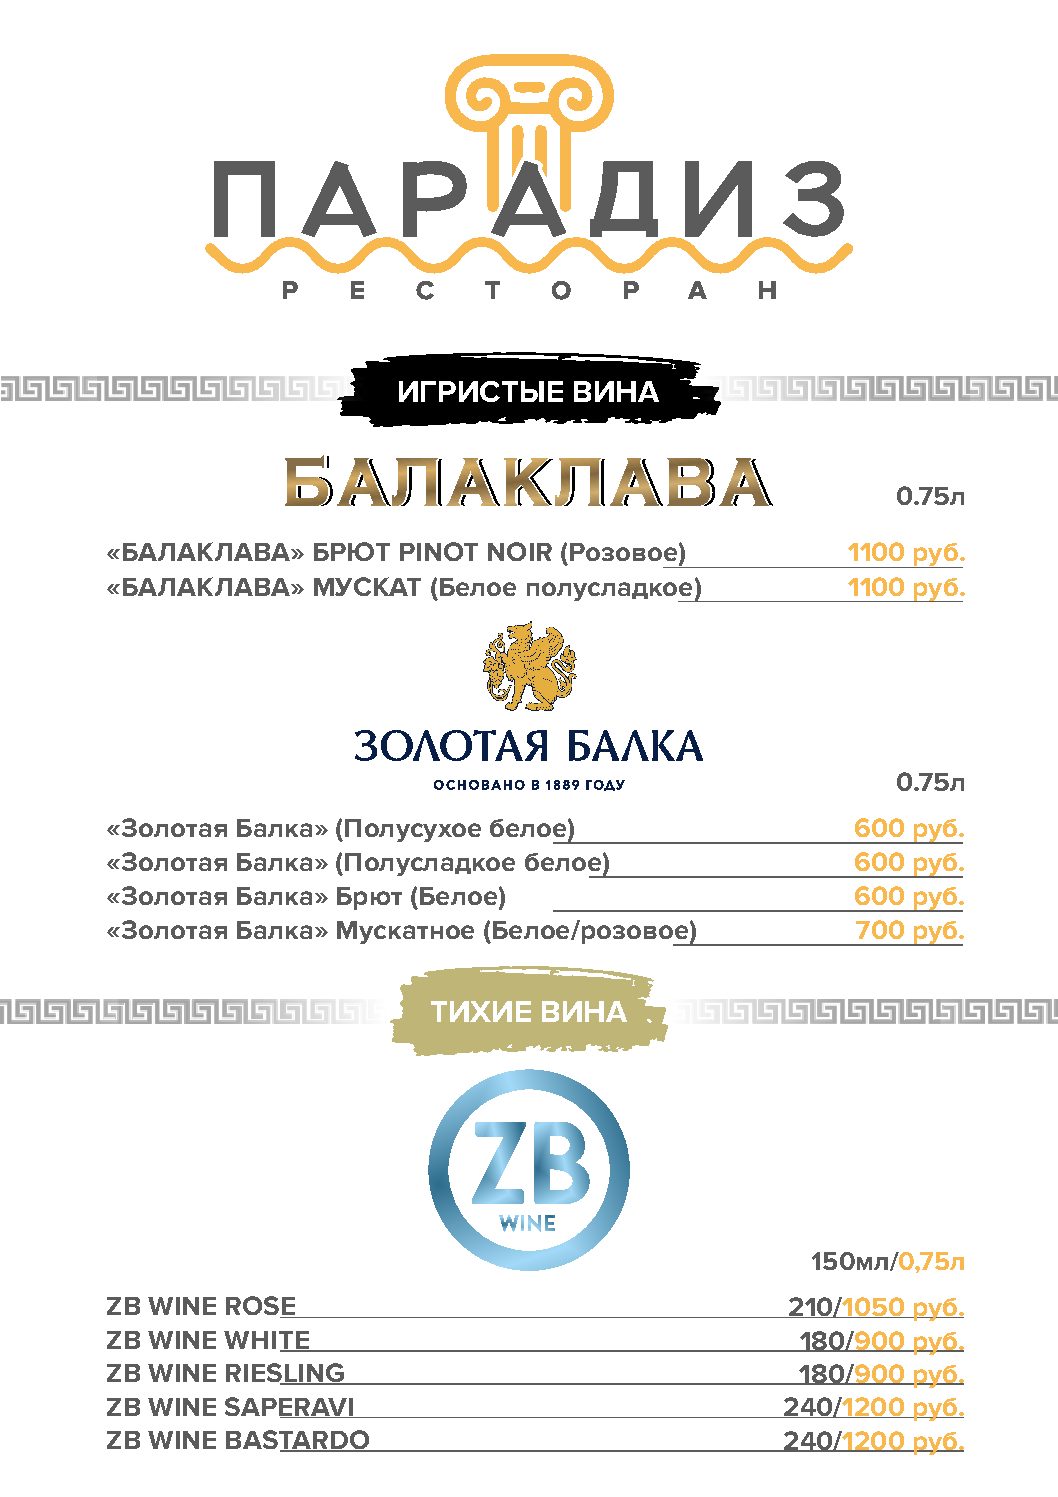 ПАРАДИЗ
РЕСТОРАН
ИГРИСТЫЕ ВИНА
БАЛАКЛАВА
0.75л
«БАЛАКЛАВА» БРЮТ PINOT NOIR (Розовое) 1100 руб.
«БАЛАКЛАВА» МУСКАТ (Белое полусладкое) 1100 руб.
ЗОЛОТАЯ БАЛКА
ОСНОВАНО В 1889 ГОДУ
0.75л
«Золотая Балка» (Полусухое белое) 600 руб.
«Золотая Балка» (Полусладкое белое) 600 руб.
«Золотая Балка» Брют (Белое) 600 руб.
«Золотая Балка» Мускатное (Белое/розовое) 700 руб.
ТИХИЕ ВИНА
ZB
WINE
150мл/0,75л
ZB WINE ROSE 210/1050 руб.
ZB WINE WHITE 180/900 руб.
ZB WINE RIESLING 180/900 руб.
ZB WINE SAPERAVI 240/1200 руб.
ZB WINE BASTARDO 240/1200 руб.